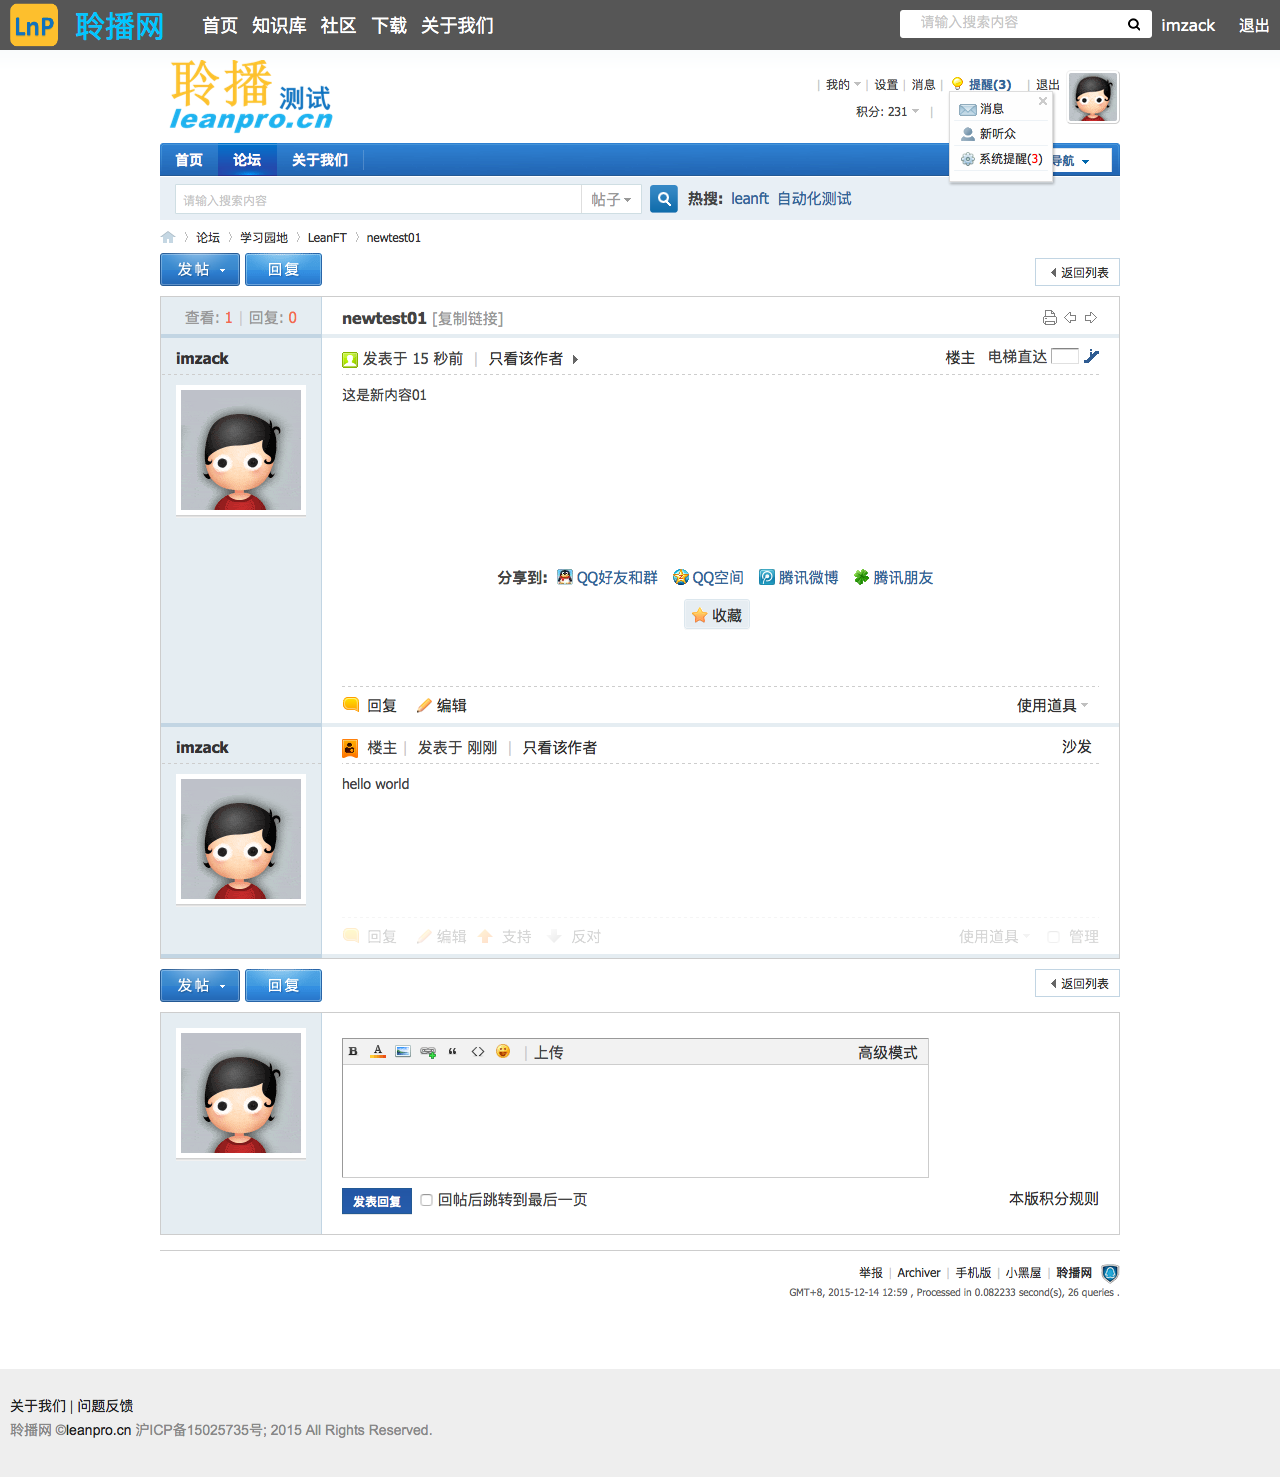 LnP 聆播网 首页 知识库 社区 下载 关于我们 请输入搜索内容 imzack 退出
聆播 测试
leanpro.cn
| 我的 | 设置 | 消息 | 提醒(3) | 退出
积分: 231 |
消息
新听众
系统提醒(3)
首页 论坛 关于我们 导航
请输入搜索内容 帖子 热搜: leanft 自动化测试
论坛 学习园地 LeanFT newtest01
发帖 回复 返回列表
查看: 1 | 回复: 0 newtest01 [复制链接]
imzack 发表于 15 秒前 | 只看该作者 楼主 电梯直达
这是新内容01
分享到: QQ好友和群 QQ空间 腾讯微博 腾讯朋友
收藏
回复 编辑 使用道具
imzack 楼主 | 发表于 刚刚 | 只看该作者 沙发
hello world
回复 编辑 支持 反对 使用道具 管理
发帖 回复 返回列表
B A “ <> | 上传 高级模式
发表回复 回帖后跳转到最后一页 本版积分规则
举报 | Archiver | 手机版 | 小黑屋 | 聆播网
GMT+8, 2015-12-14 12:59 , Processed in 0.082233 second(s), 26 queries .
关于我们 | 问题反馈
聆播网 ©leanpro.cn 沪ICP备15025735号; 2015 All Rights Reserved.